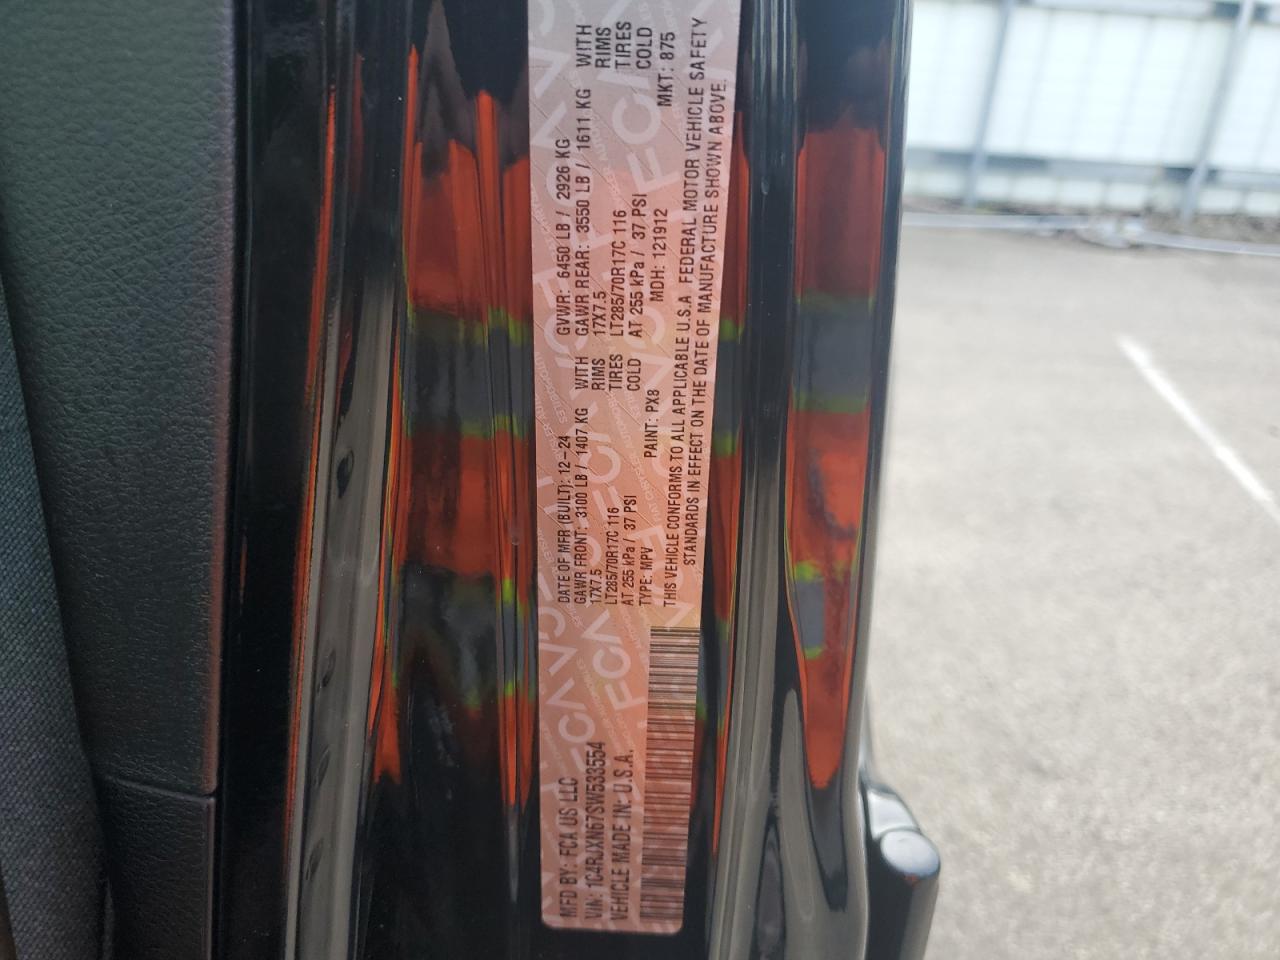 MFD BY: FCA US LLC
VIN: 1C4RJXN67SW533554
VEHICLE MADE IN: U.S.A.
DATE OF MFR (BUILT): 12-24 GVWR: 6450 LB / 2926 KG
GAWR FRONT: 3100 LB / 1407 KG WITH GAWR REAR: 3550 LB / 1611 KG WITH
17X7.5 RIMS 17X7.5 RIMS
LT285/70R17C 116 TIRES LT285/70R17C 116 TIRES
AT 255 kPa / 37 PSI COLD AT 255 kPa / 37 PSI COLD
TYPE: MPV PAINT: PX8 MDH: 121912 MKT: 875
THIS VEHICLE CONFORMS TO ALL APPLICABLE U.S.A FEDERAL MOTOR VEHICLE SAFETY
STANDARDS IN EFFECT ON THE DATE OF MANUFACTURE SHOWN ABOVE.
FCA